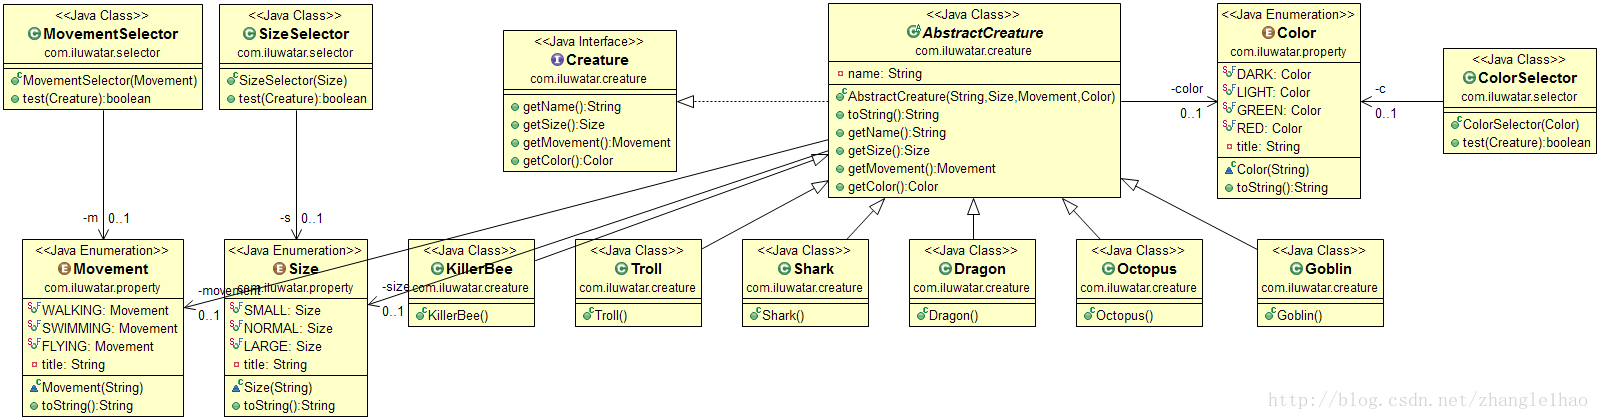 <<Java Class>>
MovementSelector
com.iluwatar.selector
MovementSelector(Movement)
test(Creature):boolean
<<Java Class>>
SizeSelector
com.iluwatar.selector
SizeSelector(Size)
test(Creature):boolean
<<Java Interface>>
Creature
com.iluwatar.creature
getName():String
getSize():Size
getMovement():Movement
getColor():Color
<<Java Class>>
AbstractCreature
com.iluwatar.creature
name: String
AbstractCreature(String,Size,Movement,Color)
toString():String
getName():String
getSize():Size
getMovement():Movement
getColor():Color
-color
0..1
<<Java Enumeration>>
Color
com.iluwatar.property
DARK: Color
LIGHT: Color
GREEN: Color
RED: Color
title: String
Color(String)
toString():String
-c
0..1
<<Java Class>>
ColorSelector
com.iluwatar.selector
ColorSelector(Color)
test(Creature):boolean
-m 0..1
-s 0..1
<<Java Enumeration>>
Movement
com.iluwatar.property
WALKING: Movement
SWIMMING: Movement
FLYING: Movement
title: String
Movement(String)
toString():String
-movement
0..1
<<Java Enumeration>>
Size
com.iluwatar.property
SMALL: Size
NORMAL: Size
LARGE: Size
title: String
Size(String)
toString():String
-size
0..1
<<Java Class>>
KillerBee
com.iluwatar.creature
KillerBee()
<<Java Class>>
Troll
com.iluwatar.creature
Troll()
<<Java Class>>
Shark
com.iluwatar.creature
Shark()
<<Java Class>>
Dragon
com.iluwatar.creature
Dragon()
<<Java Class>>
Octopus
com.iluwatar.creature
Octopus()
<<Java Class>>
Goblin
com.iluwatar.creature
Goblin()
http://blog.csdn.net/zhanglelhao